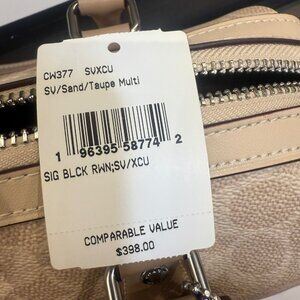 CW377 SVXCU
SV/Sand/Taupe Multi
1 96395 58774 2
SIG BLCK RWN;SV/XCU
COMPARABLE VALUE
$398.00